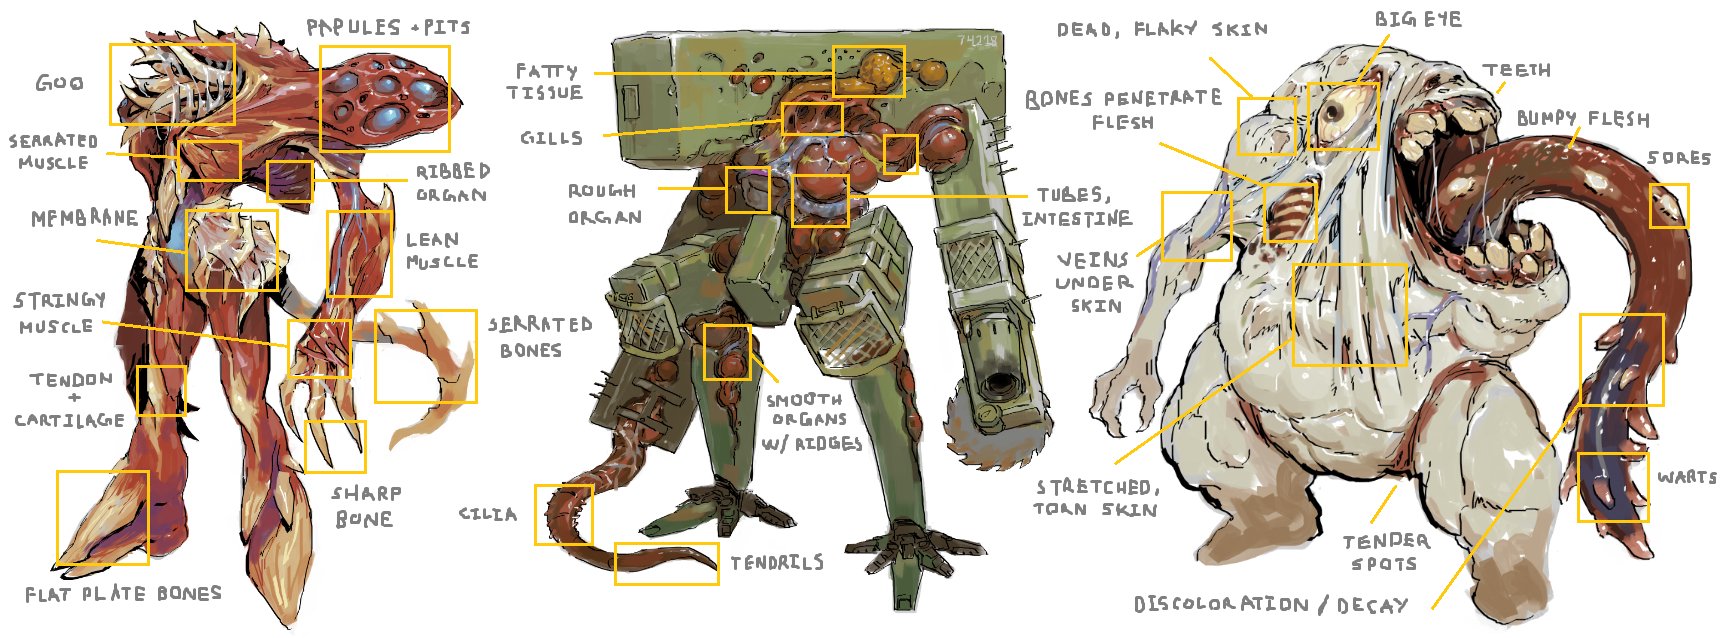 PAPULES + PITS
GOO
SERRATED
MUSCLE
RIBBED
ORGAN
MEMBRANE
LEAN
MUSCLE
STRINGY
MUSCLE
SERRATED
BONES
TENDON
+
CARTILAGE
SHARP
BONE
FLAT PLATE BONES
74228
FATTY
TISSUE
GILLS
ROUGH
ORGAN
TUBES,
INTESTINE
SMOOTH
ORGANS
W/ RIDGES
CILIA
TENDRILS
BIG EYE
DEAD, FLAKY SKIN
TEETH
BONES PENETRATE
FLESH
BUMPY FLESH
SORES
VEINS
UNDER
SKIN
STRETCHED,
TORN SKIN
WARTS
TENDER
SPOTS
DISCOLORATION / DECAY